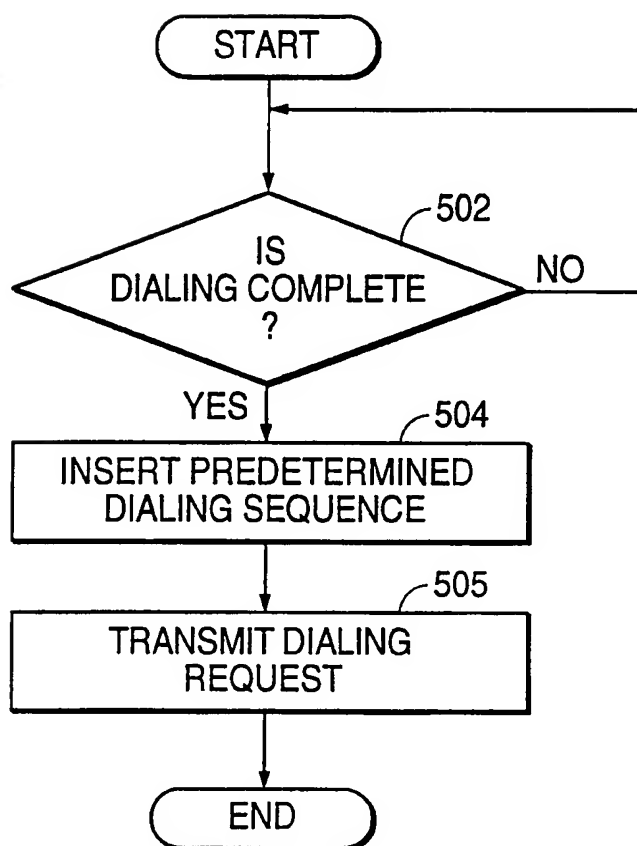 START
502
IS
DIALING COMPLETE
?
NO
YES
504
INSERT PREDETERMINED
DIALING SEQUENCE
505
TRANSMIT DIALING
REQUEST
END